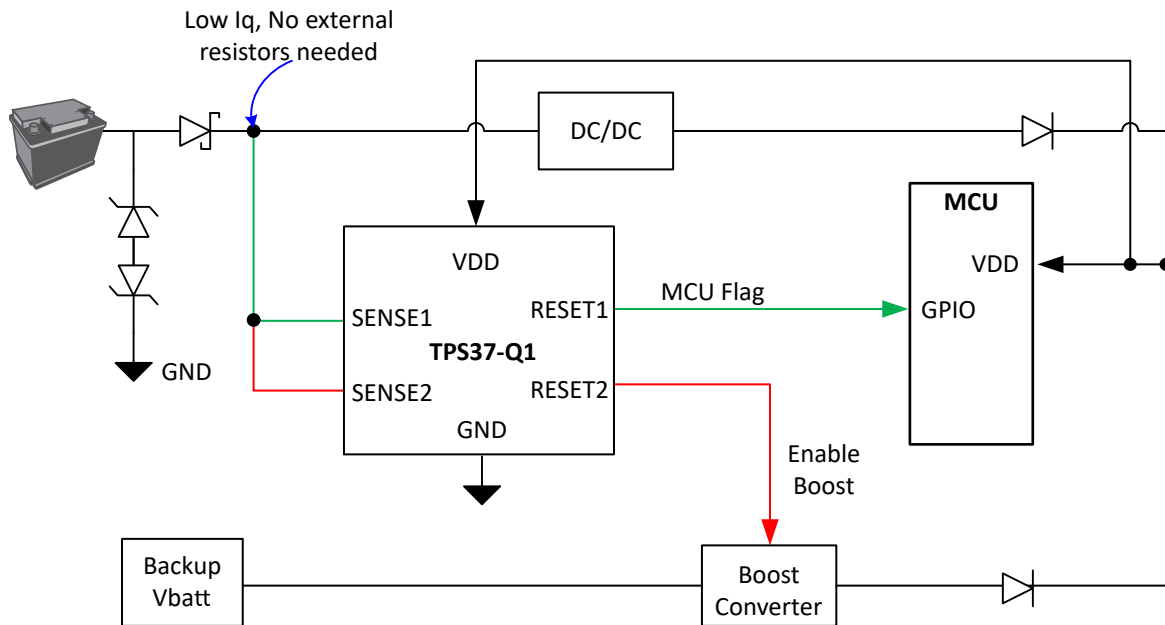 Low Iq, No external
resistors needed
DC/DC
MCU
VDD
VDD
RESET1
MCU Flag
GPIO
SENSE1
TPS37-Q1
GND
SENSE2
RESET2
GND
Enable
Boost
Backup
Vbatt
Boost
Converter